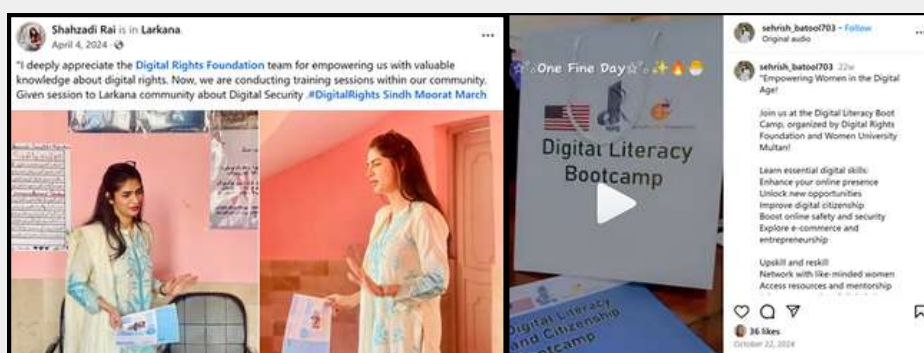 Shahzadi Rai is in Larkana.
April 4, 2024
"I deeply appreciate the Digital Rights Foundation team for empowering us with valuable
knowledge about digital rights. Now, we are conducting training sessions within our community.
Given session to Larkana community about Digital Security .#DigitalRights Sindh Moorat March
One Fine Day
Digital Literacy
Bootcamp
Digital Literacy
and Citizenship
Bootcamp
sehrish_batool703 • Follow
Original audio
sehrish_batool703 22w
"Empowering Women in the Digital
Age!
Join us at the Digital Literacy Boot
Camp, organized by Digital Rights
Foundation and Women University
Multan!
Learn essential digital skills:
Enhance your online presence
Unlock new opportunities
Improve digital citizenship
Boost online safety and security
Explore e-commerce and
entrepreneurship
Upskill and reskill
Network with like-minded women
Access resources and mentorship
36 likes
October 22, 2024